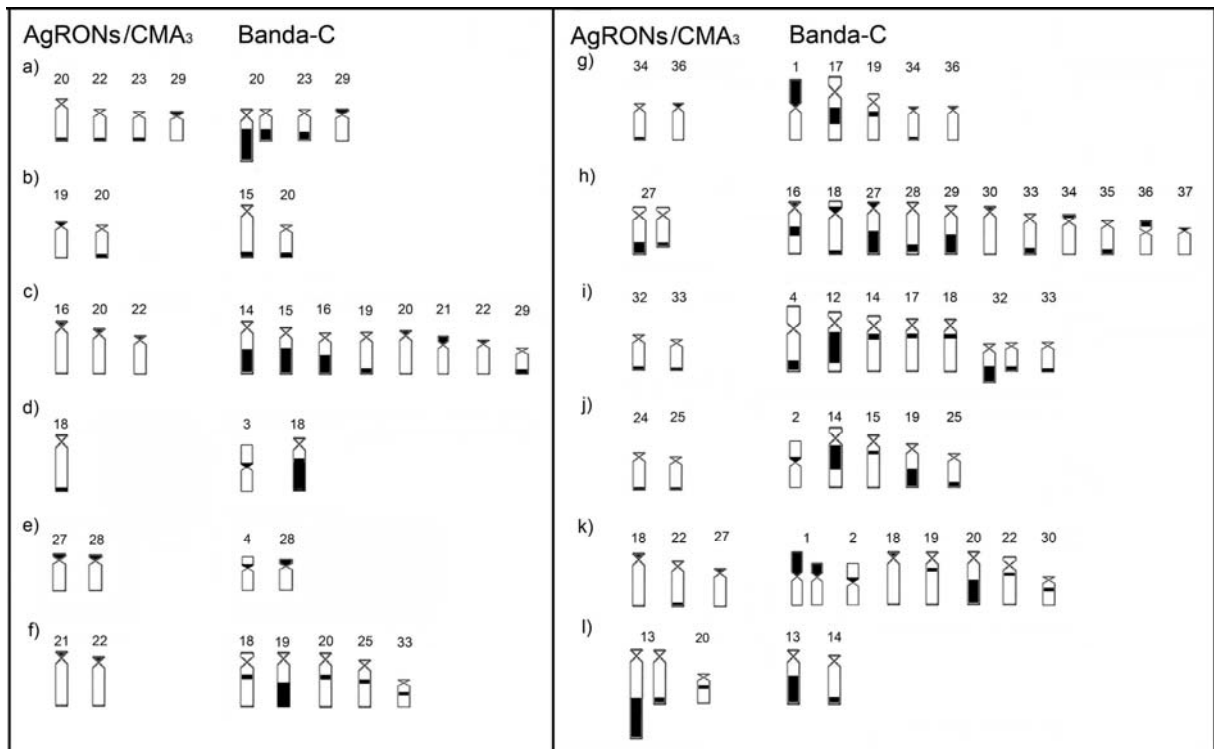 AgRONs/CMA₃ Banda-C
a)
20 22 23 29 20 23 29
b)
19 20 15 20
c)
16 20 22 14 15 16 19 20 21 22 29
d)
18 3 18
e)
27 28 4 28
f)
21 22 18 19 20 25 33
AgRONs/CMA₃ Banda-C
g)
34 36 1 17 19 34 36
h)
27 16 18 27 28 29 30 33 34 35 36 37
i)
32 33 4 12 14 17 18 32 33
j)
24 25 2 14 15 19 25
k)
18 22 27 1 2 18 19 20 22 30
l)
13 20 13 14